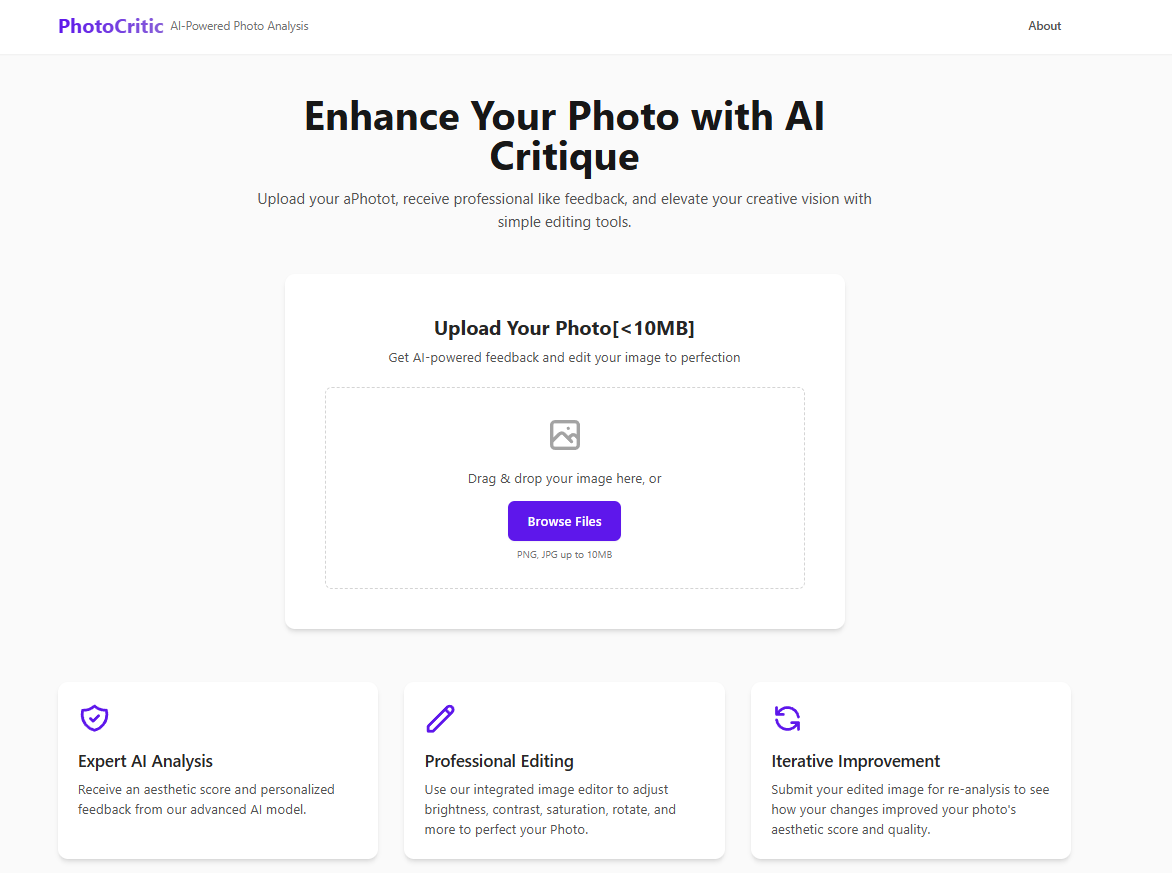 PhotoCritic AI-Powered Photo Analysis About
Enhance Your Photo with AI
Critique
Upload your aPhotot, receive professional like feedback, and elevate your creative vision with
simple editing tools.
Upload Your Photo[<10MB]
Get AI-powered feedback and edit your image to perfection
Drag & drop your image here, or
Browse Files
PNG, JPG up to 10MB
Expert AI Analysis
Receive an aesthetic score and personalized
feedback from our advanced AI model.
Professional Editing
Use our integrated image editor to adjust
brightness, contrast, saturation, rotate, and
more to perfect your Photo.
Iterative Improvement
Submit your edited image for re-analysis to see
how your changes improved your photo's
aesthetic score and quality.